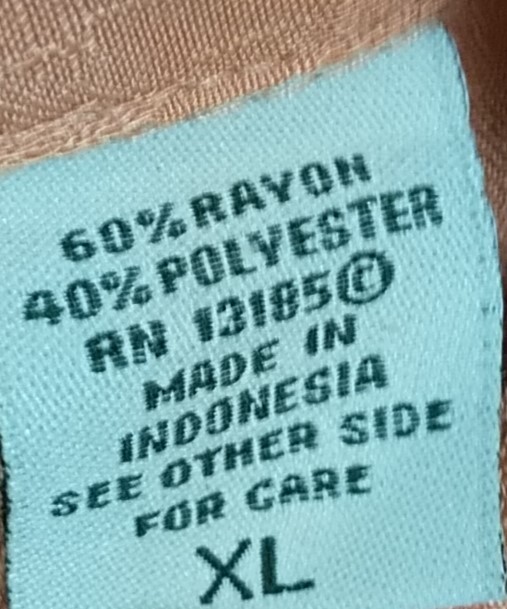 60% RAYON
40% POLYESTER
RN 13185 ©
MADE IN
INDONESIA
SEE OTHER SIDE
FOR CARE
XL